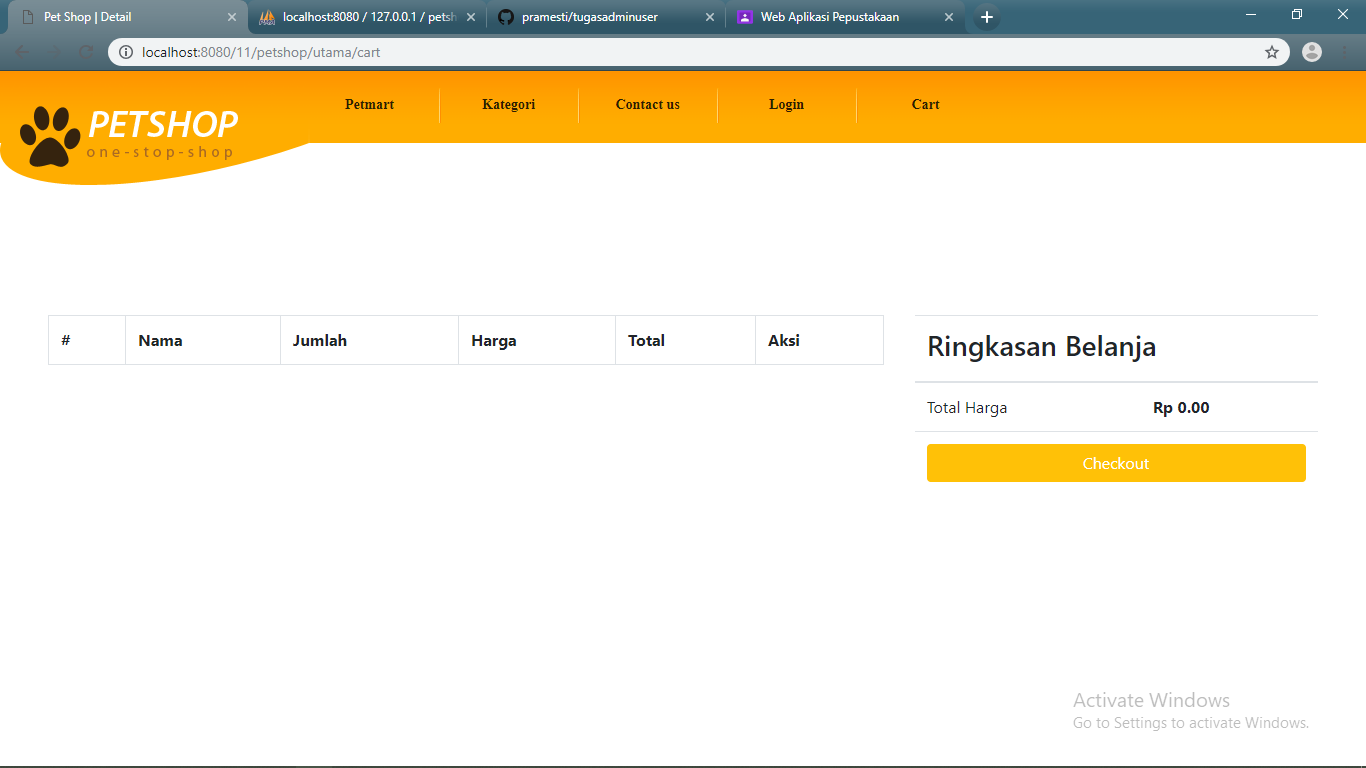 Pet Shop | Detail
localhost:8080 / 127.0.0.1 / petsh
pramesti/tugasadminuser
Web Aplikasi Pepustakaan
localhost:8080/11/petshop/utama/cart
Petmart
Kategori
Contact us
Login
Cart
PETSHOP
one-stop-shop
# Nama Jumlah Harga Total Aksi
Ringkasan Belanja
Total Harga Rp 0.00
Checkout
Activate Windows
Go to Settings to activate Windows.